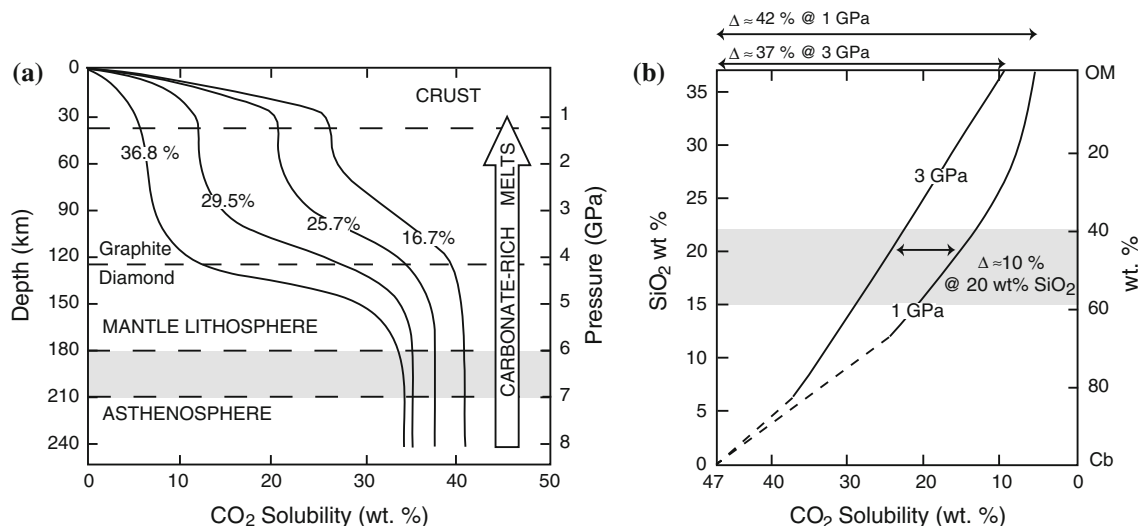 (a)
0
30
60
90
120
150
180
210
240
Depth (km)
CRUST
36.8 %
29.5%
25.7%
16.7%
Graphite
Diamond
MANTLE LITHOSPHERE
ASTHENOSPHERE
CARBONATE-RICH MELTS
1
2
3
4
5
6
7
8
Pressure (GPa)
0 10 20 30 40 50
CO2 Solubility (wt. %)
Δ ≈ 42 % @ 1 GPa
Δ ≈ 37 % @ 3 GPa
(b)
35
30
25
20
15
10
5
0
SiO2 wt %
3 GPa
Δ ≈ 10 %
@ 20 wt% SiO2
1 GPa
OM
20
40
60
80
Cb
wt. %
47 40 30 20 10 0
CO2 Solubility (wt. %)